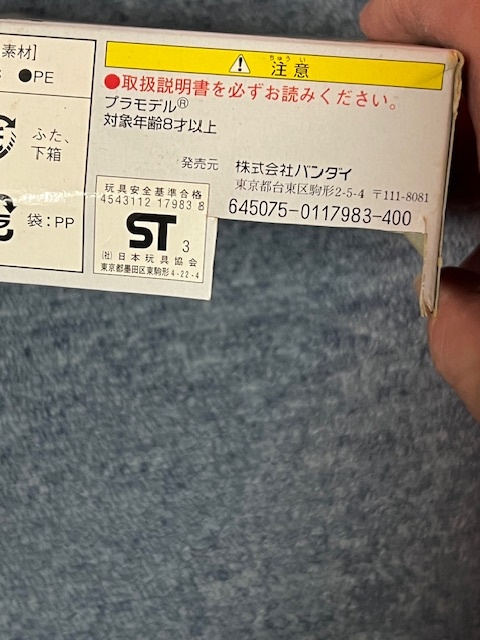 素材]
●PE
ふた、
下箱
袋:PP
ちゅう い
注意
●取扱説明書を必ずお読みください。
プラモデル®
対象年齢8才以上
発売元 株式会社バンダイ
東京都台東区駒形2-5-4 〒111-8081
645075-0117983-400
玩具安全基準合格
4543112 17983 8
ST 3
(社)日本玩具協会
東京都墨田区東駒形4-22-4